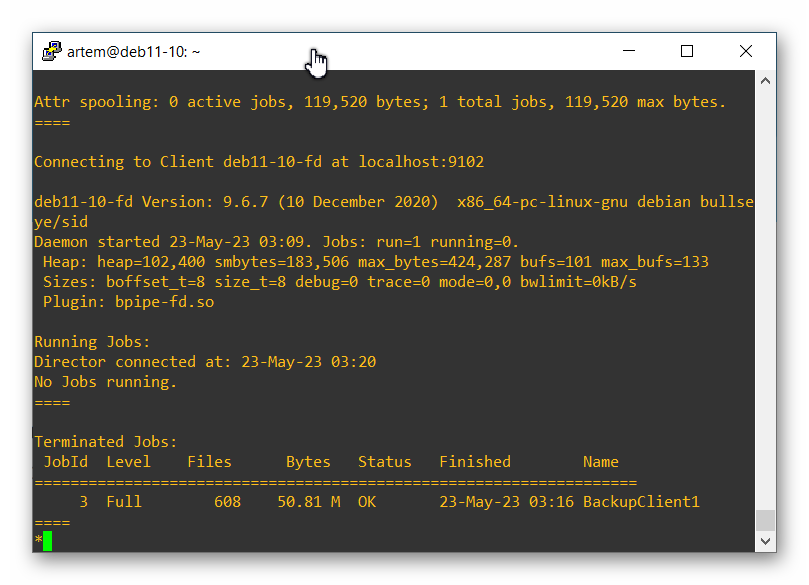 artem@deb11-10: ~
Attr spooling: 0 active jobs, 119,520 bytes; 1 total jobs, 119,520 max bytes.
====
Connecting to Client deb11-10-fd at localhost:9102
deb11-10-fd Version: 9.6.7 (10 December 2020)  x86_64-pc-linux-gnu debian bullse
ye/sid
Daemon started 23-May-23 03:09. Jobs: run=1 running=0.
 Heap: heap=102,400 smbytes=183,506 max_bytes=424,287 bufs=101 max_bufs=133
 Sizes: boffset_t=8 size_t=8 debug=0 trace=0 mode=0,0 bwlimit=0kB/s
 Plugin: bpipe-fd.so
Running Jobs:
Director connected at: 23-May-23 03:20
No Jobs running.
====
Terminated Jobs:
 JobId  Level    Files      Bytes   Status   Finished        Name
===================================================================
     3  Full        608    50.81 M  OK       23-May-23 03:16 BackupClient1
====
*